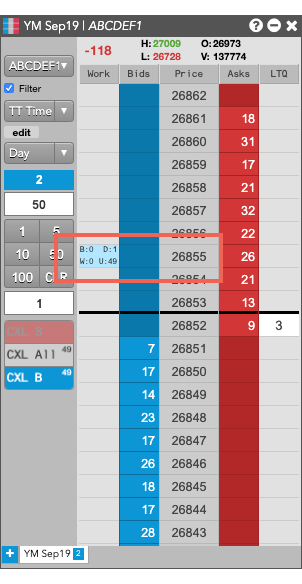 YM Sep19 | ABCDEF1
-118
H: 27009 O: 26973
L: 26728 V: 137774
ABCDEF1
Filter
TT Time
edit
Day
2
50
1 5
10 50
100 CLR
1
CXL S
CXL All 49
CXL B 49
Work Bids Price Asks LTQ
26862
26861 18
26860 31
26859 17
26858 21
26857 32
26856 22
B:0 D:1
W:0 U:49
26855 26
26854 21
26853 13
26852 9 3
7 26851
17 26850
14 26849
23 26848
17 26847
26 26846
18 26845
17 26844
28 26843
+ YM Sep19 2